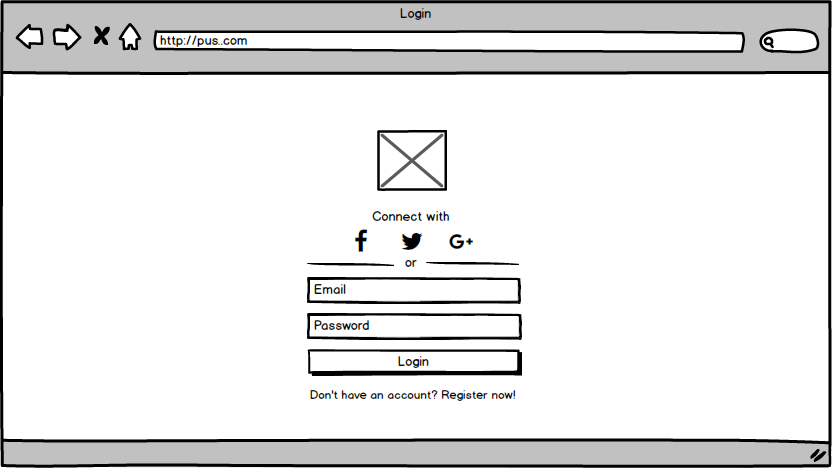 Login
http://pus..com
Connect with
G+
or
Email
Password
Login
Don't have an account? Register now!